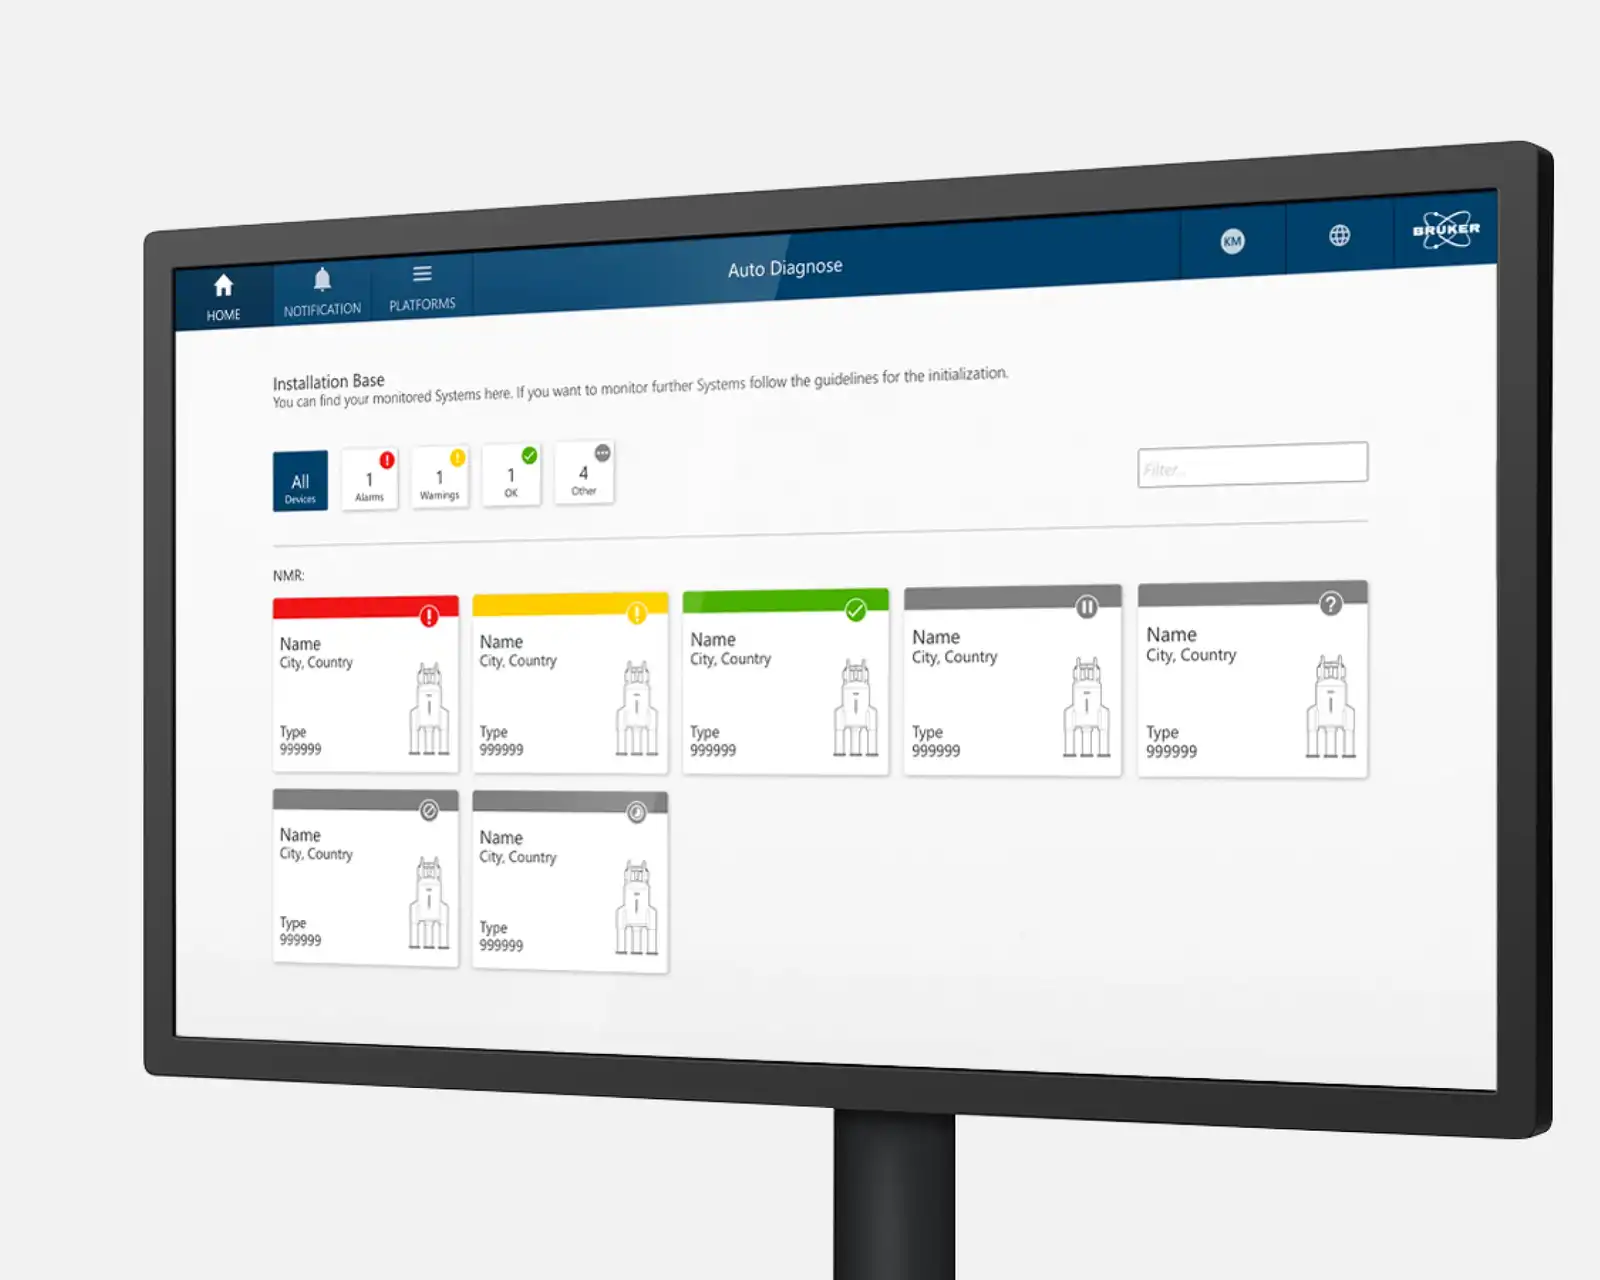 HOME
NOTIFICATION
PLATFORMS
Auto Diagnose
KM
BRUKER
Installation Base
You can find your monitored Systems here. If you want to monitor further Systems follow the guidelines for the initialization.
All
Devices
1
Alarms
1
Warnings
1
OK
4
Other
Filter...
NMR:
Name
City, Country
Type
999999
Name
City, Country
Type
999999
Name
City, Country
Type
999999
Name
City, Country
Type
999999
Name
City, Country
Type
999999
Name
City, Country
Type
999999
Name
City, Country
Type
999999